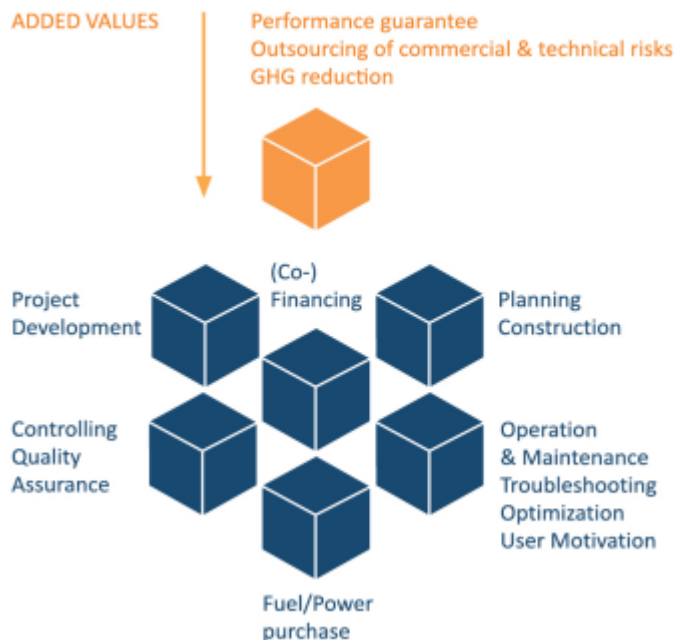 ADDED VALUES
Performance guarantee
Outsourcing of commercial & technical risks
GHG reduction
(Co-)
Financing
Project
Development
Planning
Construction
Controlling
Quality
Assurance
Operation
& Maintenance
Troubleshooting
Optimization
User Motivation
Fuel/Power
purchase